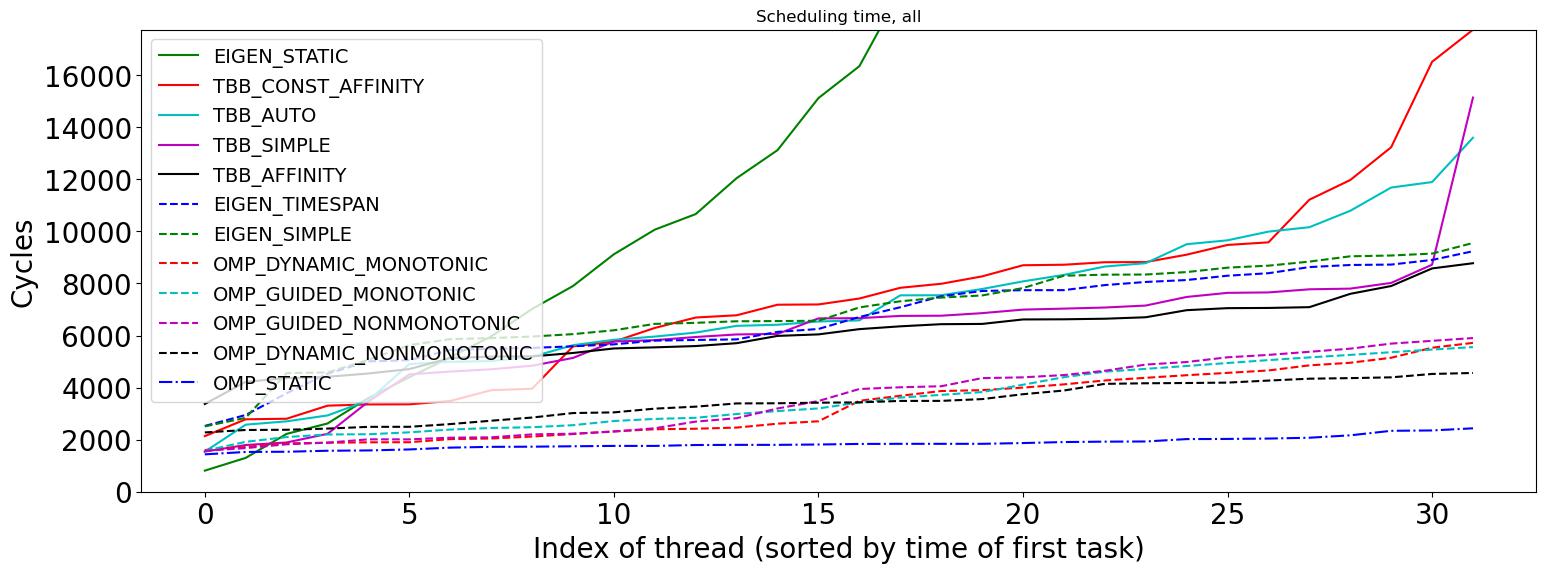 Scheduling time, all
Cycles
16000
14000
12000
10000
8000
6000
4000
2000
0
EIGEN_STATIC
TBB_CONST_AFFINITY
TBB_AUTO
TBB_SIMPLE
TBB_AFFINITY
EIGEN_TIMESPAN
EIGEN_SIMPLE
OMP_DYNAMIC_MONOTONIC
OMP_GUIDED_MONOTONIC
OMP_GUIDED_NONMONOTONIC
OMP_DYNAMIC_NONMONOTONIC
OMP_STATIC
0 5 10 15 20 25 30
Index of thread (sorted by time of first task)